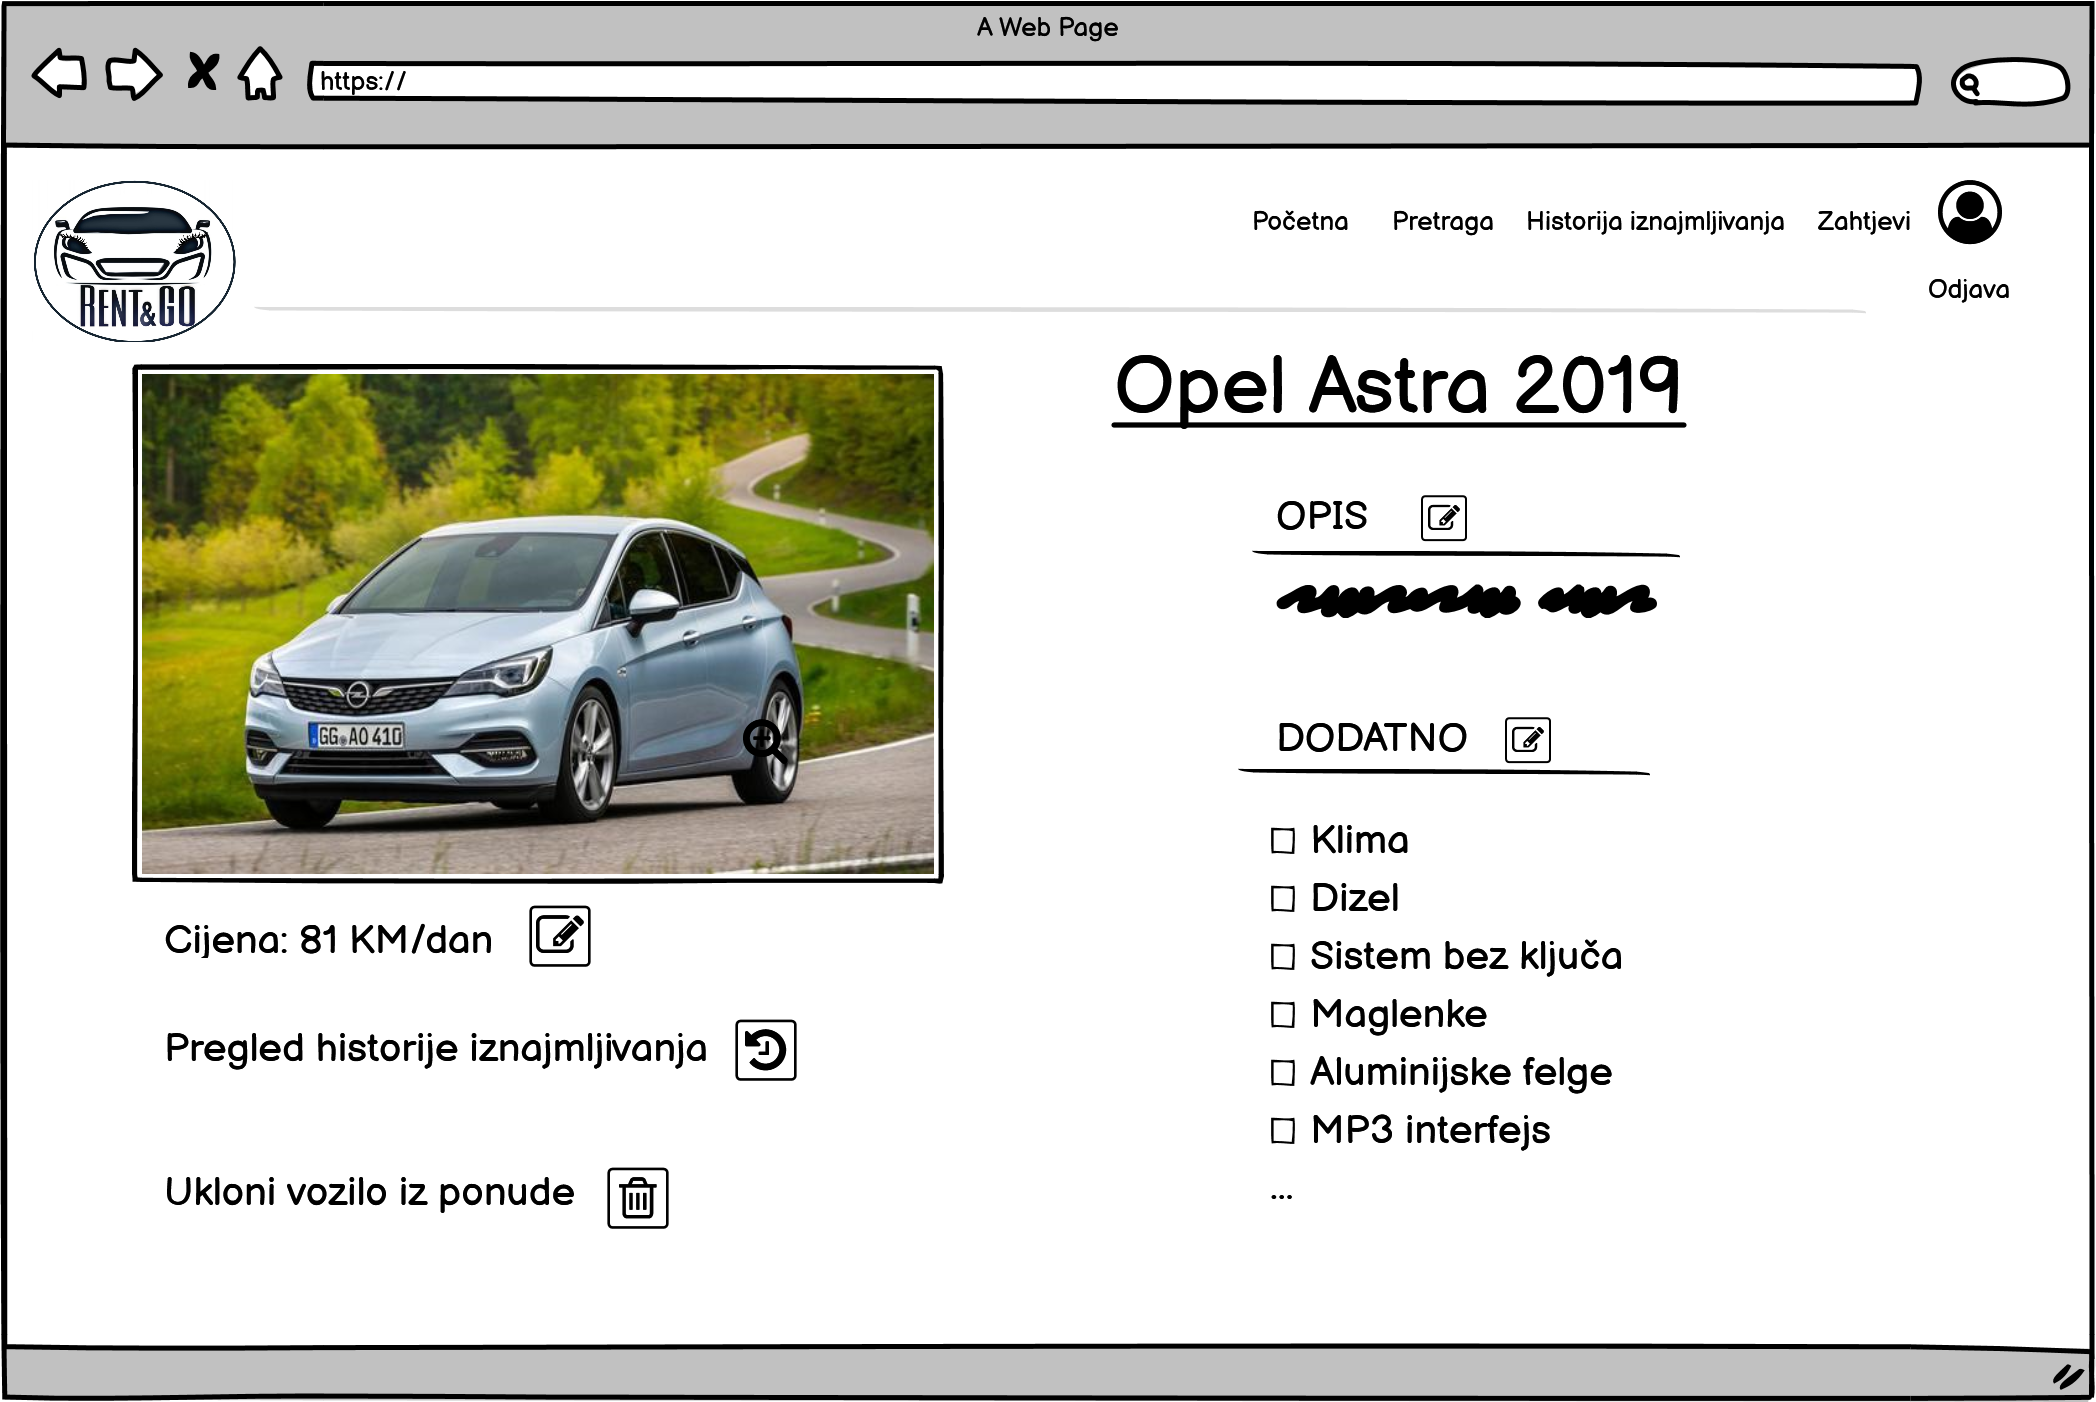 A Web Page
https://
Početna Pretraga Historija iznajmljivanja Zahtjevi
Odjava
RENT&GO
Opel Astra 2019
OPIS
GG AO 410
DODATNO
Klima
Dizel
Sistem bez ključa
Maglenke
Aluminijske felge
MP3 interfejs
...
Cijena: 81 KM/dan
Pregled historije iznajmljivanja
Ukloni vozilo iz ponude